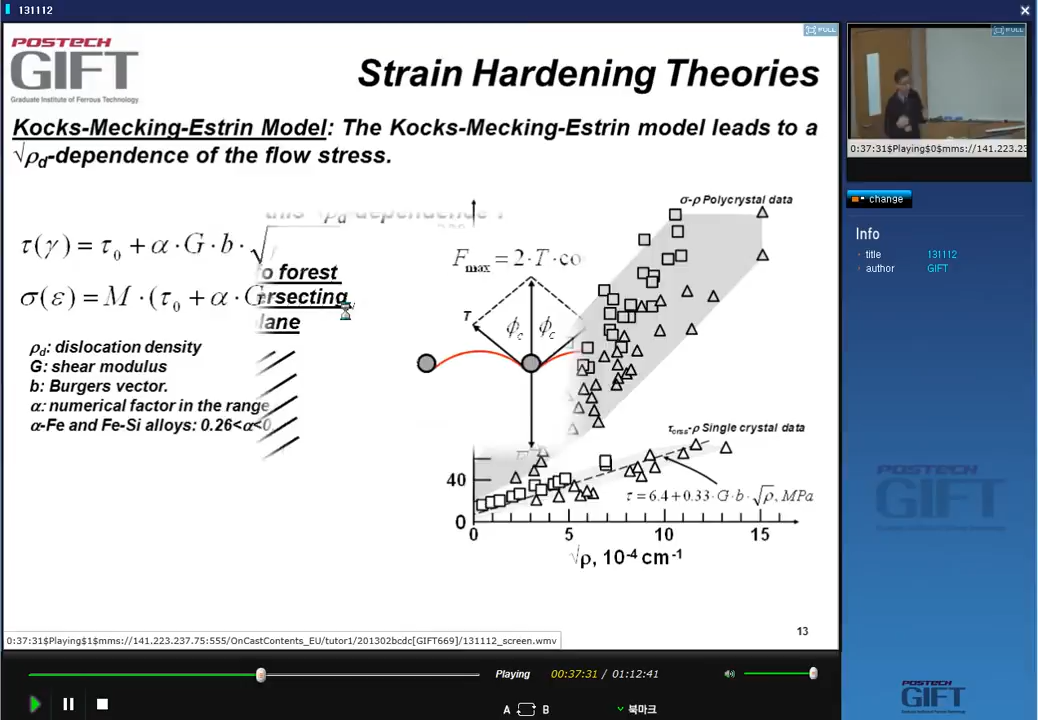 131112
POSTECH
GIFT
Graduate Institute of Ferrous Technology
Strain Hardening Theories
Kocks-Mecking-Estrin Model: The Kocks-Mecking-Estrin model leads to a
√ρd-dependence of the flow stress.
this √ρd-dependence ?
σ-ρ Polycrystal data
τ(γ) = τ0 + α·G·b·√
Fmax = 2·T·co
o forest
σ(ε) = M·(τ0 + α·G
ersecting
lane
T
ϕc
ϕc
ρd: dislocation density
G: shear modulus
b: Burgers vector.
α: numerical factor in the range
α-Fe and Fe-Si alloys: 0.26<α<0
τcrss-ρ Single crystal data
40
τ = 6.4+0.33·G·b·√ρ, MPa
0
0 5 10 15
√ρ, 10-4 cm-1
13
0:37:31$Playing$1$mms://141.223.237.75:555/OnCastContents_EU/tutor1/201302bcdc[GIFT669]/131112_screen.wmv
Playing
00:37:31 / 01:12:41
A
B
북마크
FULL
FULL
0:37:31$Playing$0$mms://141.223.23
change
Info
title 131112
author GIFT
POSTECH
GIFT
POSTECH
GIFT